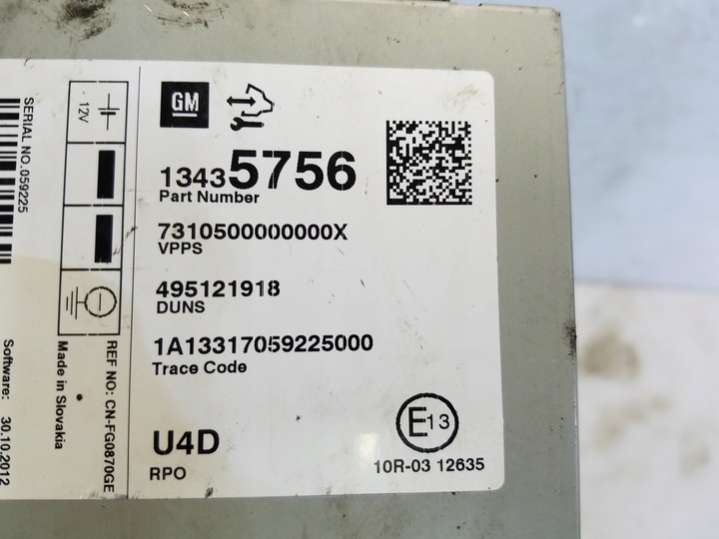 SERIAL NO.059225
12V
REF NO: CN-FG0870GE
Made in Slovakia
Software: 30.10.2012
GM
13435756
Part Number
7310500000000X
VPPS
495121918
DUNS
1A13317059225000
Trace Code
U4D
RPO
E13
10R-03 12635